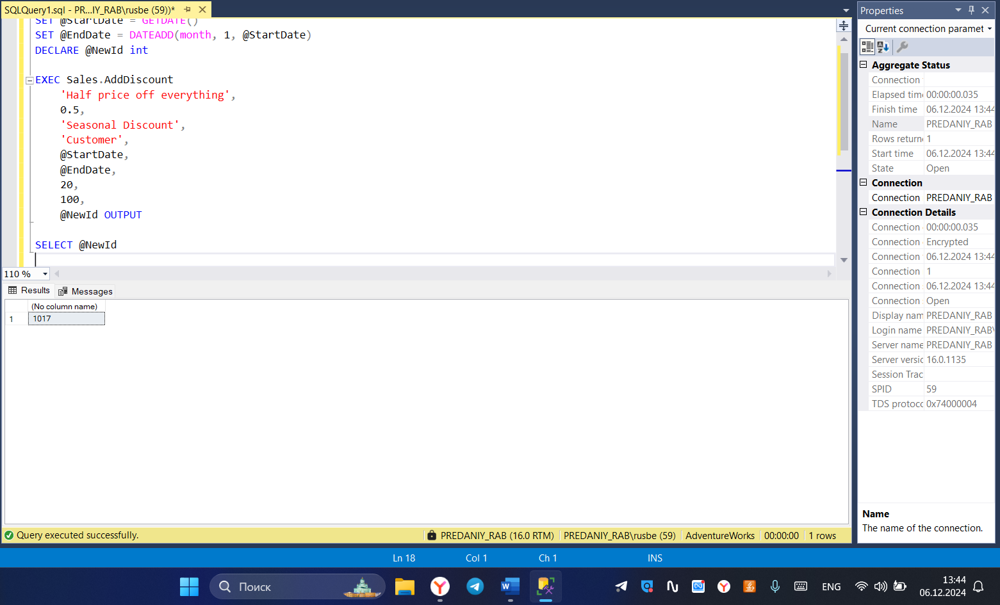 SQLQuery1.sql - PR...IY_RAB\rusbe (59))*
SET @StartDate = GETDATE()
SET @EndDate = DATEADD(month, 1, @StartDate)
DECLARE @NewId int
EXEC Sales.AddDiscount
'Half price off everything',
0.5,
'Seasonal Discount',
'Customer',
@StartDate,
@EndDate,
20,
100,
@NewId OUTPUT
SELECT @NewId
110 %
Results Messages
(No column name)
1 1017
Query executed successfully. PREDANIY_RAB (16.0 RTM) PREDANIY_RAB\rusbe (59) AdventureWorks 00:00:00 1 rows
Properties
Current connection paramet
Aggregate Status
Connection
Elapsed time 00:00:00.035
Finish time 06.12.2024 13:44
Name PREDANIY_RAB
Rows returne 1
Start time 06.12.2024 13:44
State Open
Connection
Connection PREDANIY_RAB
Connection Details
Connection 00:00:00.035
Connection Encrypted
Connection 06.12.2024 13:44
Connection 1
Connection 06.12.2024 13:44
Connection Open
Display nam PREDANIY_RAB
Login name PREDANIY_RAB\
Server name PREDANIY_RAB
Server versic 16.0.1135
Session Trac
SPID 59
TDS protocc 0x74000004
Name
The name of the connection.
Ln 18 Col 1 Ch 1 INS
Поиск
ENG
13:44
06.12.2024